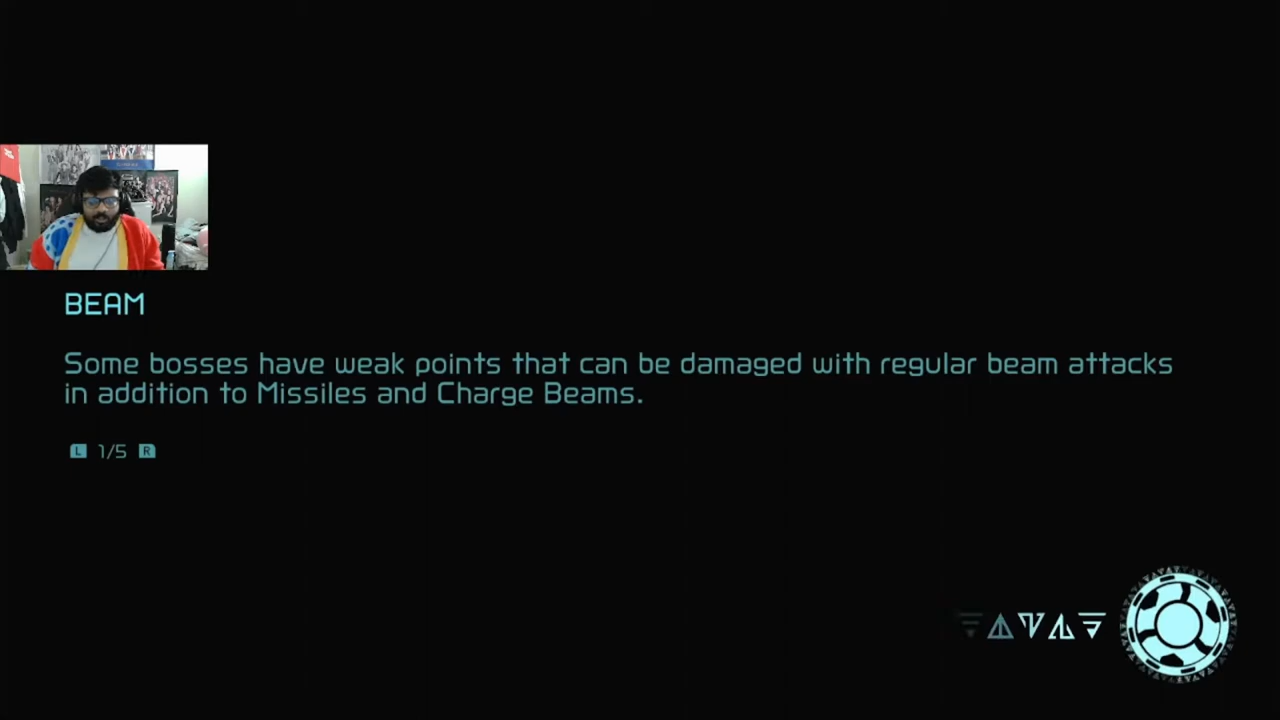 BEAM
Some bosses have weak points that can be damaged with regular beam attacks
in addition to Missiles and Charge Beams.
L 1/5 R